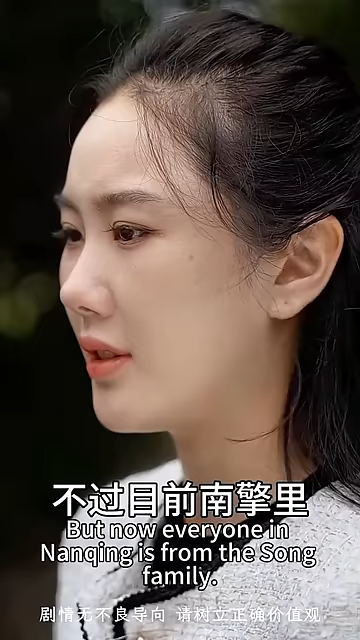 不过目前南擎里
But now everyone in
Nanqing is from the Song
family.
剧情无不良导向 请树立正确价值观